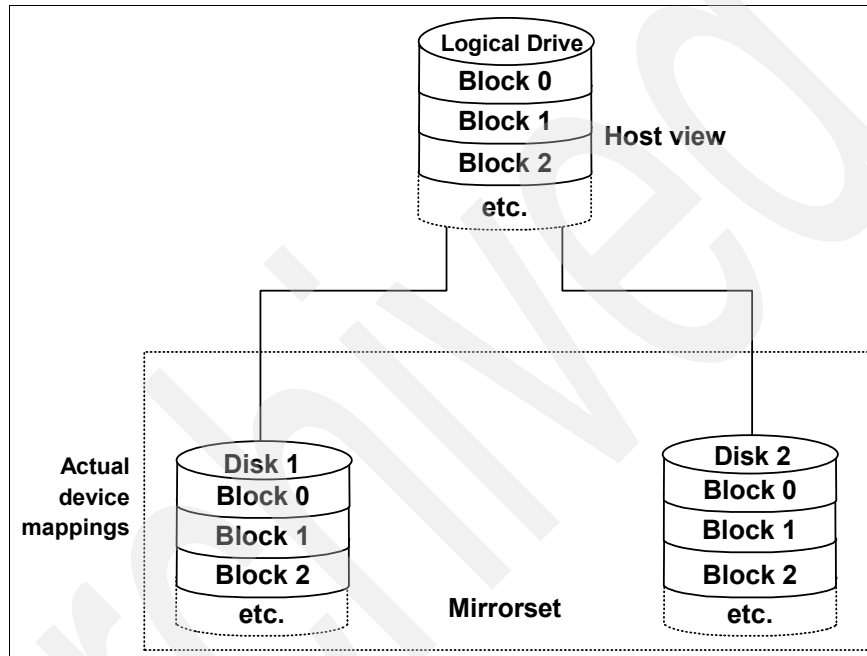 Logical Drive
Block 0
Block 1
Block 2
etc.
Host view
Actual
device
mappings
Disk 1
Block 0
Block 1
Block 2
etc.
Mirrorset
Disk 2
Block 0
Block 1
Block 2
etc.